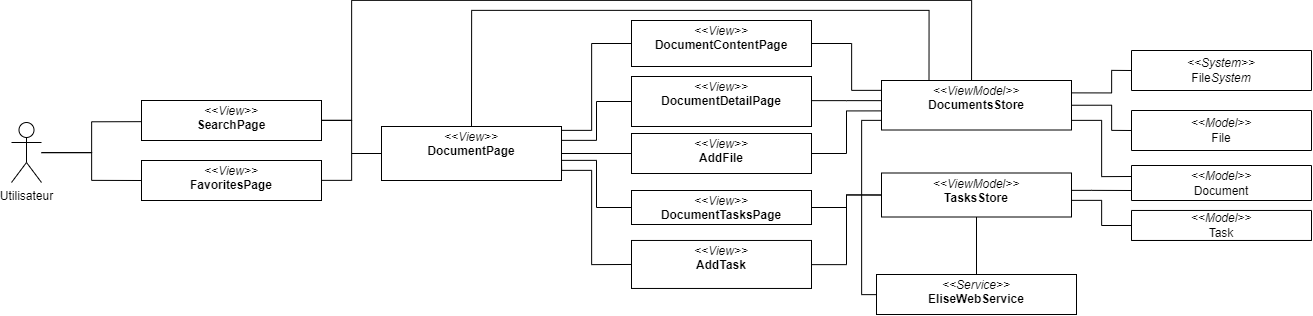 Utilisateur
<<View>>
SearchPage
<<View>>
FavoritesPage
<<View>>
DocumentPage
<<View>>
DocumentContentPage
<<View>>
DocumentDetailPage
<<View>>
AddFile
<<View>>
DocumentTasksPage
<<View>>
AddTask
<<ViewModel>>
DocumentsStore
<<ViewModel>>
TasksStore
<<Service>>
EliseWebService
<<System>>
FileSystem
<<Model>>
File
<<Model>>
Document
<<Model>>
Task